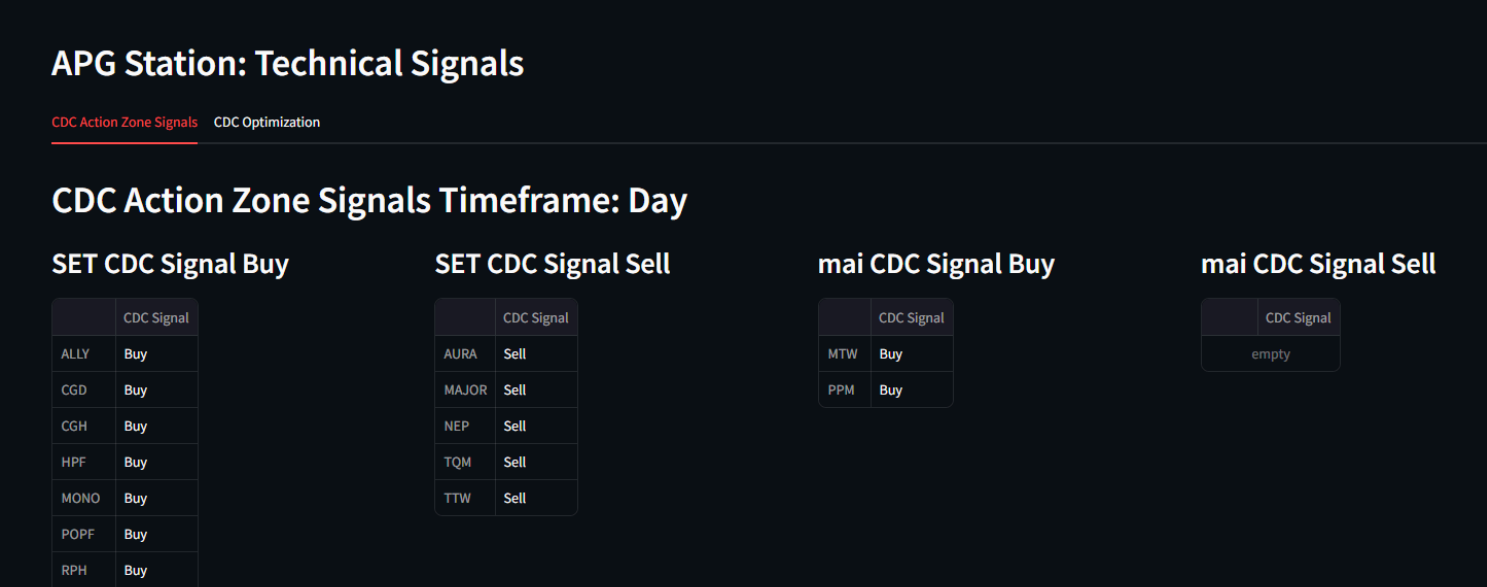 APG Station: Technical Signals
CDC Action Zone Signals CDC Optimization
CDC Action Zone Signals Timeframe: Day
SET CDC Signal Buy
CDC Signal
ALLY Buy
CGD Buy
CGH Buy
HPF Buy
MONO Buy
POPF Buy
RPH Buy
SET CDC Signal Sell
CDC Signal
AURA Sell
MAJOR Sell
NEP Sell
TQM Sell
TTW Sell
mai CDC Signal Buy
CDC Signal
MTW Buy
PPM Buy
mai CDC Signal Sell
CDC Signal
empty